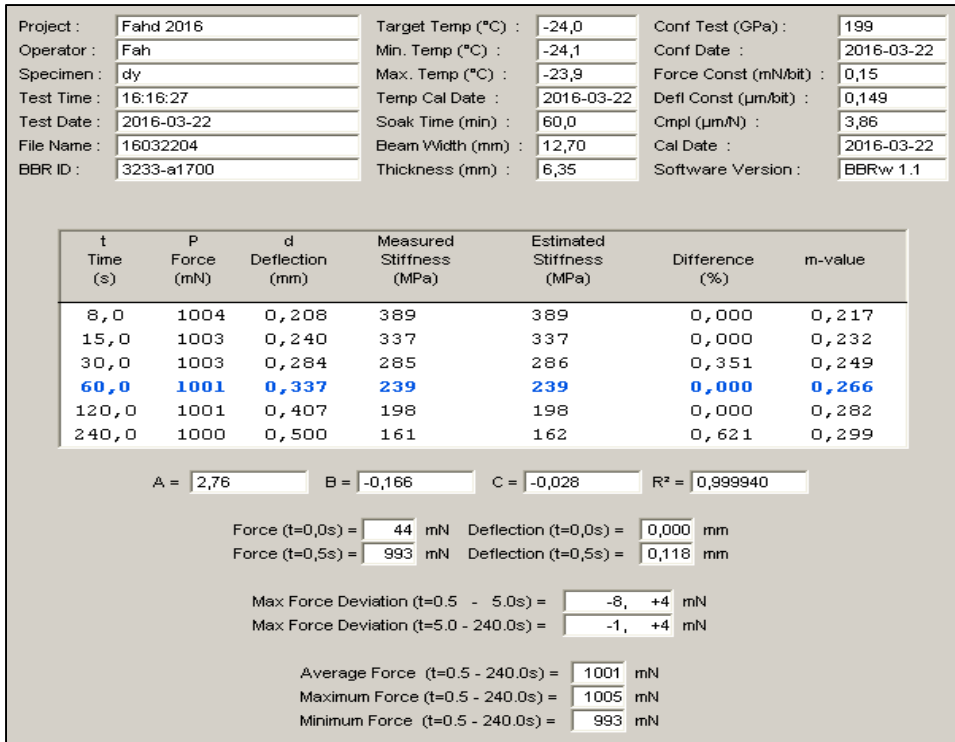 Project : Fahd 2016 Target Temp (°C) : -24,0 Conf Test (GPa) : 199
Operator : Fah Min. Temp (°C) : -24,1 Conf Date : 2016-03-22
Specimen : dy Max. Temp (°C) : -23,9 Force Const (mN/bit) : 0,15
Test Time : 16:16:27 Temp Cal Date : 2016-03-22 Defl Const (µm/bit) : 0,149
Test Date : 2016-03-22 Soak Time (min) : 60,0 Cmpl (µm/N) : 3,86
File Name : 16032204 Beam Width (mm) : 12,70 Cal Date : 2016-03-22
BBR ID : 3233-a1700 Thickness (mm) : 6,35 Software Version : BBRw 1.1
t P d Measured Estimated
Time Force Deflection Stiffness Stiffness Difference m-value
(s) (mN) (mm) (MPa) (MPa) (%)
8,0 1004 0,208 389 389 0,000 0,217
15,0 1003 0,240 337 337 0,000 0,232
30,0 1003 0,284 285 286 0,351 0,249
60,0 1001 0,337 239 239 0,000 0,266
120,0 1001 0,407 198 198 0,000 0,282
240,0 1000 0,500 161 162 0,621 0,299
A = 2,76 B = -0,166 C = -0,028 R² = 0,999940
Force (t=0,0s) = 44 mN Deflection (t=0,0s) = 0,000 mm
Force (t=0,5s) = 993 mN Deflection (t=0,5s) = 0,118 mm
Max Force Deviation (t=0.5 - 5.0s) = -8, +4 mN
Max Force Deviation (t=5.0 - 240.0s) = -1, +4 mN
Average Force (t=0.5 - 240.0s) = 1001 mN
Maximum Force (t=0.5 - 240.0s) = 1005 mN
Minimum Force (t=0.5 - 240.0s) = 993 mN